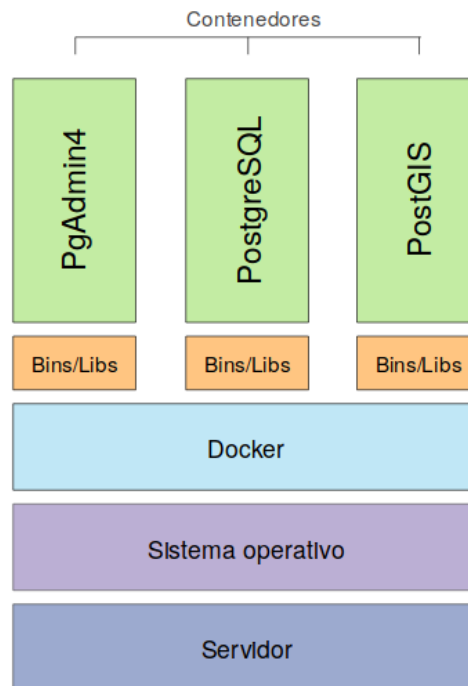 Contenedores
PgAdmin4
PostgreSQL
PostGIS
Bins/Libs
Bins/Libs
Bins/Libs
Docker
Sistema operativo
Servidor